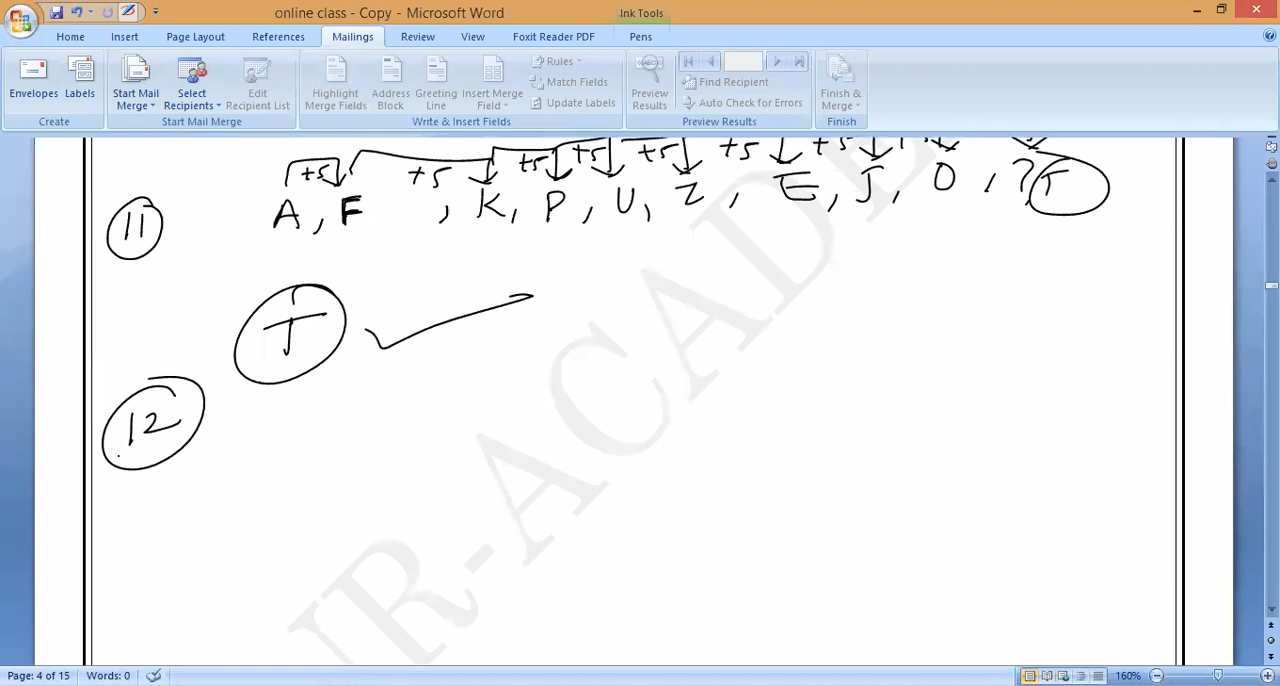 online class - Copy - Microsoft Word
Ink Tools
Home Insert Page Layout References Mailings Review View Foxit Reader PDF Pens
Envelopes Labels Start Mail Merge Select Recipients Edit Recipient List Highlight Merge Fields Address Block Greeting Line Insert Merge Field Rules Match Fields Update Labels Preview Results Find Recipient Auto Check for Errors Finish & Merge
Create Start Mail Merge Write & Insert Fields Preview Results Finish
+5 +5 +5 +5 +5 +5 +5
11 A, F , K, P, U, Z, E, J, O, ?
T
12
UR-ACADE
Page: 4 of 15 Words: 0 160%